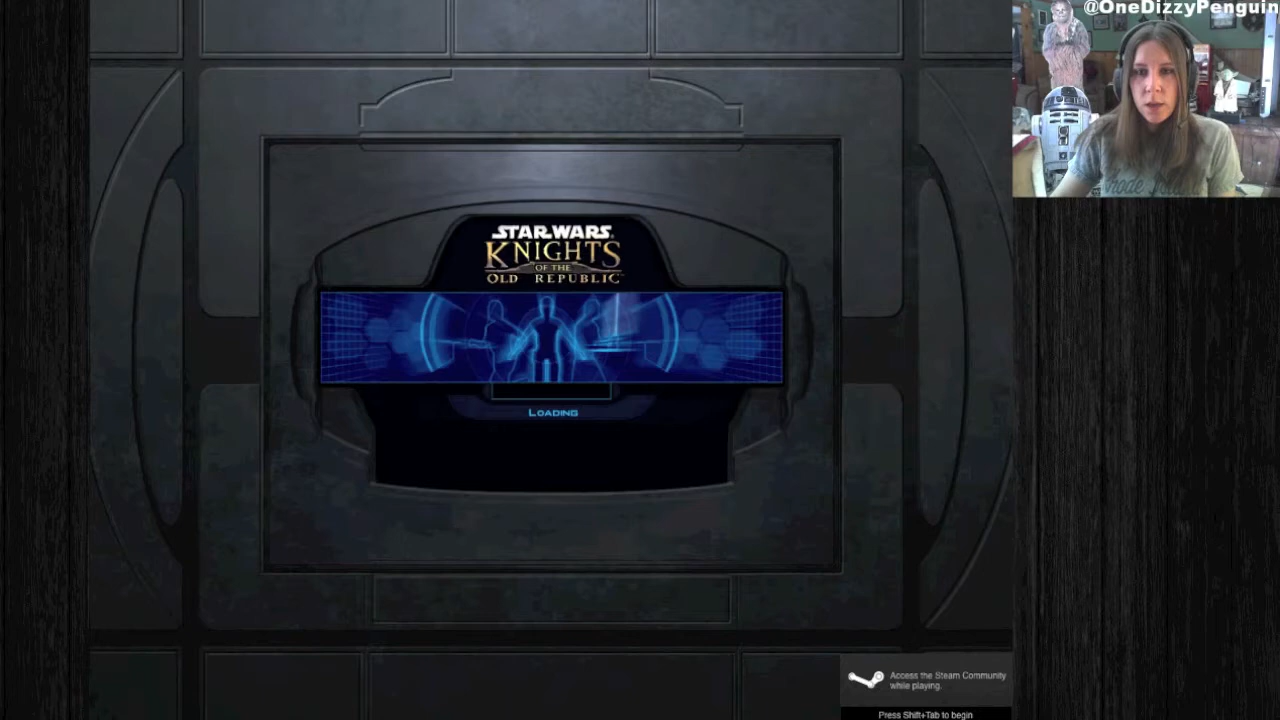 @OneDizzyPenguin
STAR WARS
KNIGHTS
OF THE
OLD REPUBLIC
LOADING
Access the Steam Community
while playing.
Press Shift+Tab to begin